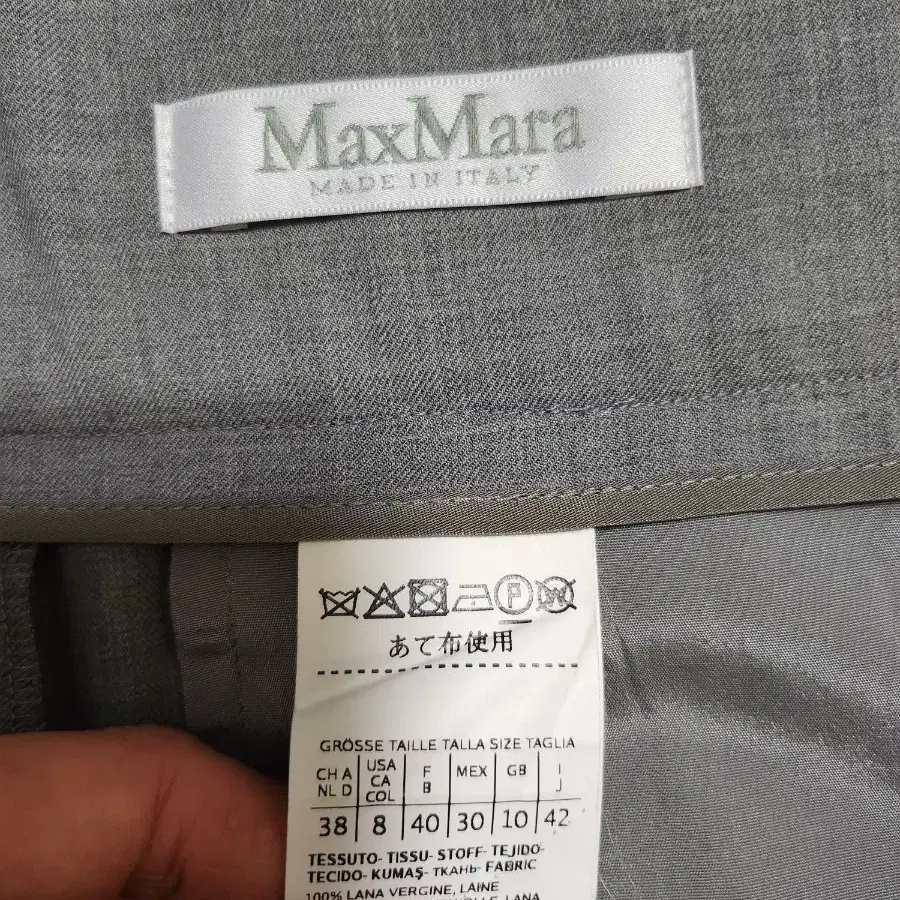 MaxMara
MADE IN ITALY
P W
あて布使用
GRÖSSE TAILLE TALLA SIZE TAGLIA
CH A NL D USA CA COL F B MEX GB I J
38 8 40 30 10 42
TESSUTO- TISSU- STOFF- TEJIDO-
TECIDO- KUMAŞ- ТКАНЬ- FABRIC
100% LANA VERGINE, LAINE
LANA